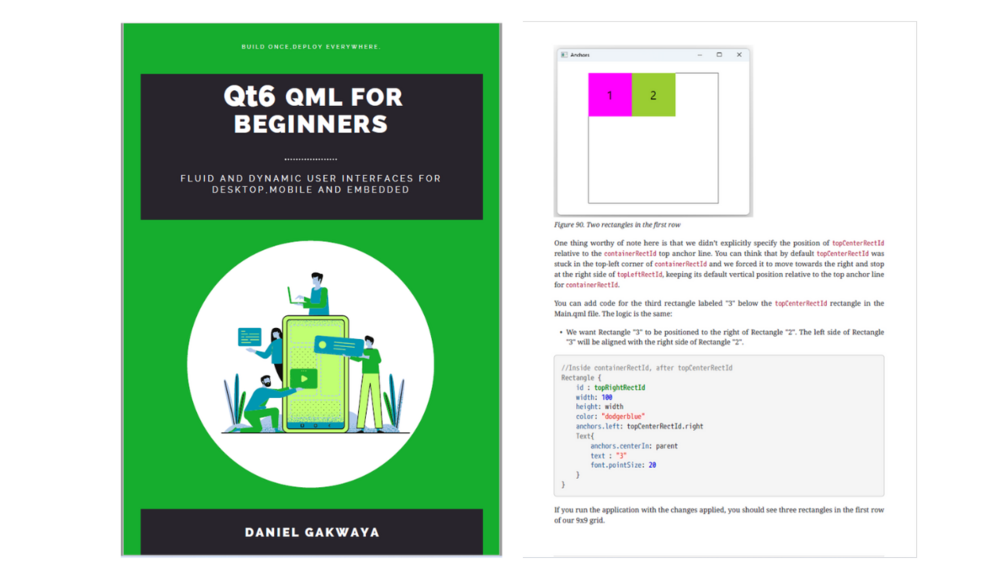 BUILD ONCE,DEPLOY EVERYWHERE.
Qt6 QML FOR
BEGINNERS
FLUID AND DYNAMIC USER INTERFACES FOR
DESKTOP,MOBILE AND EMBEDDED
DANIEL GAKWAYA
Anchors
1
2
Figure 90. Two rectangles in the first row
One thing worthy of note here is that we didn't explicitly specify the position of topCenterRectId
relative to the containerRectId top anchor line. You can think that by default topCenterRectId was
stuck in the top-left corner of containerRectId and we forced it to move towards the right and stop
at the right side of topLeftRectId, keeping its default vertical position relative to the top anchor line
for containerRectId.
You can add code for the third rectangle labeled "3" below the topCenterRectId rectangle in the
Main.qml file. The logic is the same:
• We want Rectangle "3" to be positioned to the right of Rectangle "2". The left side of Rectangle
"3" will be aligned with the right side of Rectangle "2".
//Inside containerRectId, after topCenterRectId
Rectangle {
id : topRightRectId
width: 100
height: width
color: "dodgerblue"
anchors.left: topCenterRectId.right
Text{
anchors.centerIn: parent
text : "3"
font.pointSize: 20
}
}
If you run the application with the changes applied, you should see three rectangles in the first row
of our 9x9 grid.